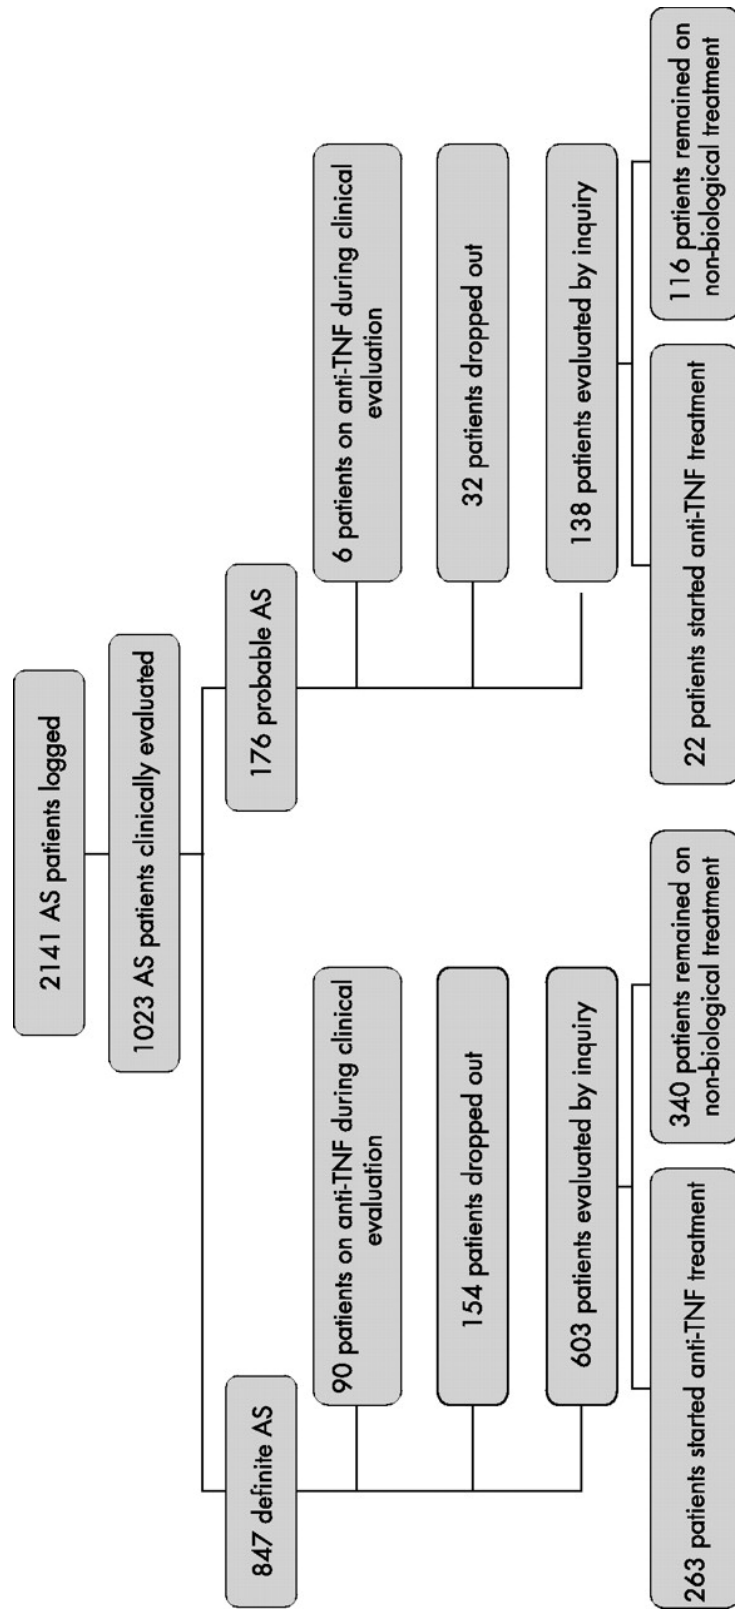 2141 AS patients logged
1023 AS patients clinically evaluated
847 definite AS
90 patients on anti-TNF during clinical
evaluation
154 patients dropped out
603 patients evaluated by inquiry
263 patients started anti-TNF treatment
340 patients remained on
non-biological treatment
176 probable AS
6 patients on anti-TNF during clinical
evaluation
32 patients dropped out
138 patients evaluated by inquiry
22 patients started anti-TNF treatment
116 patients remained on
non-biological treatment